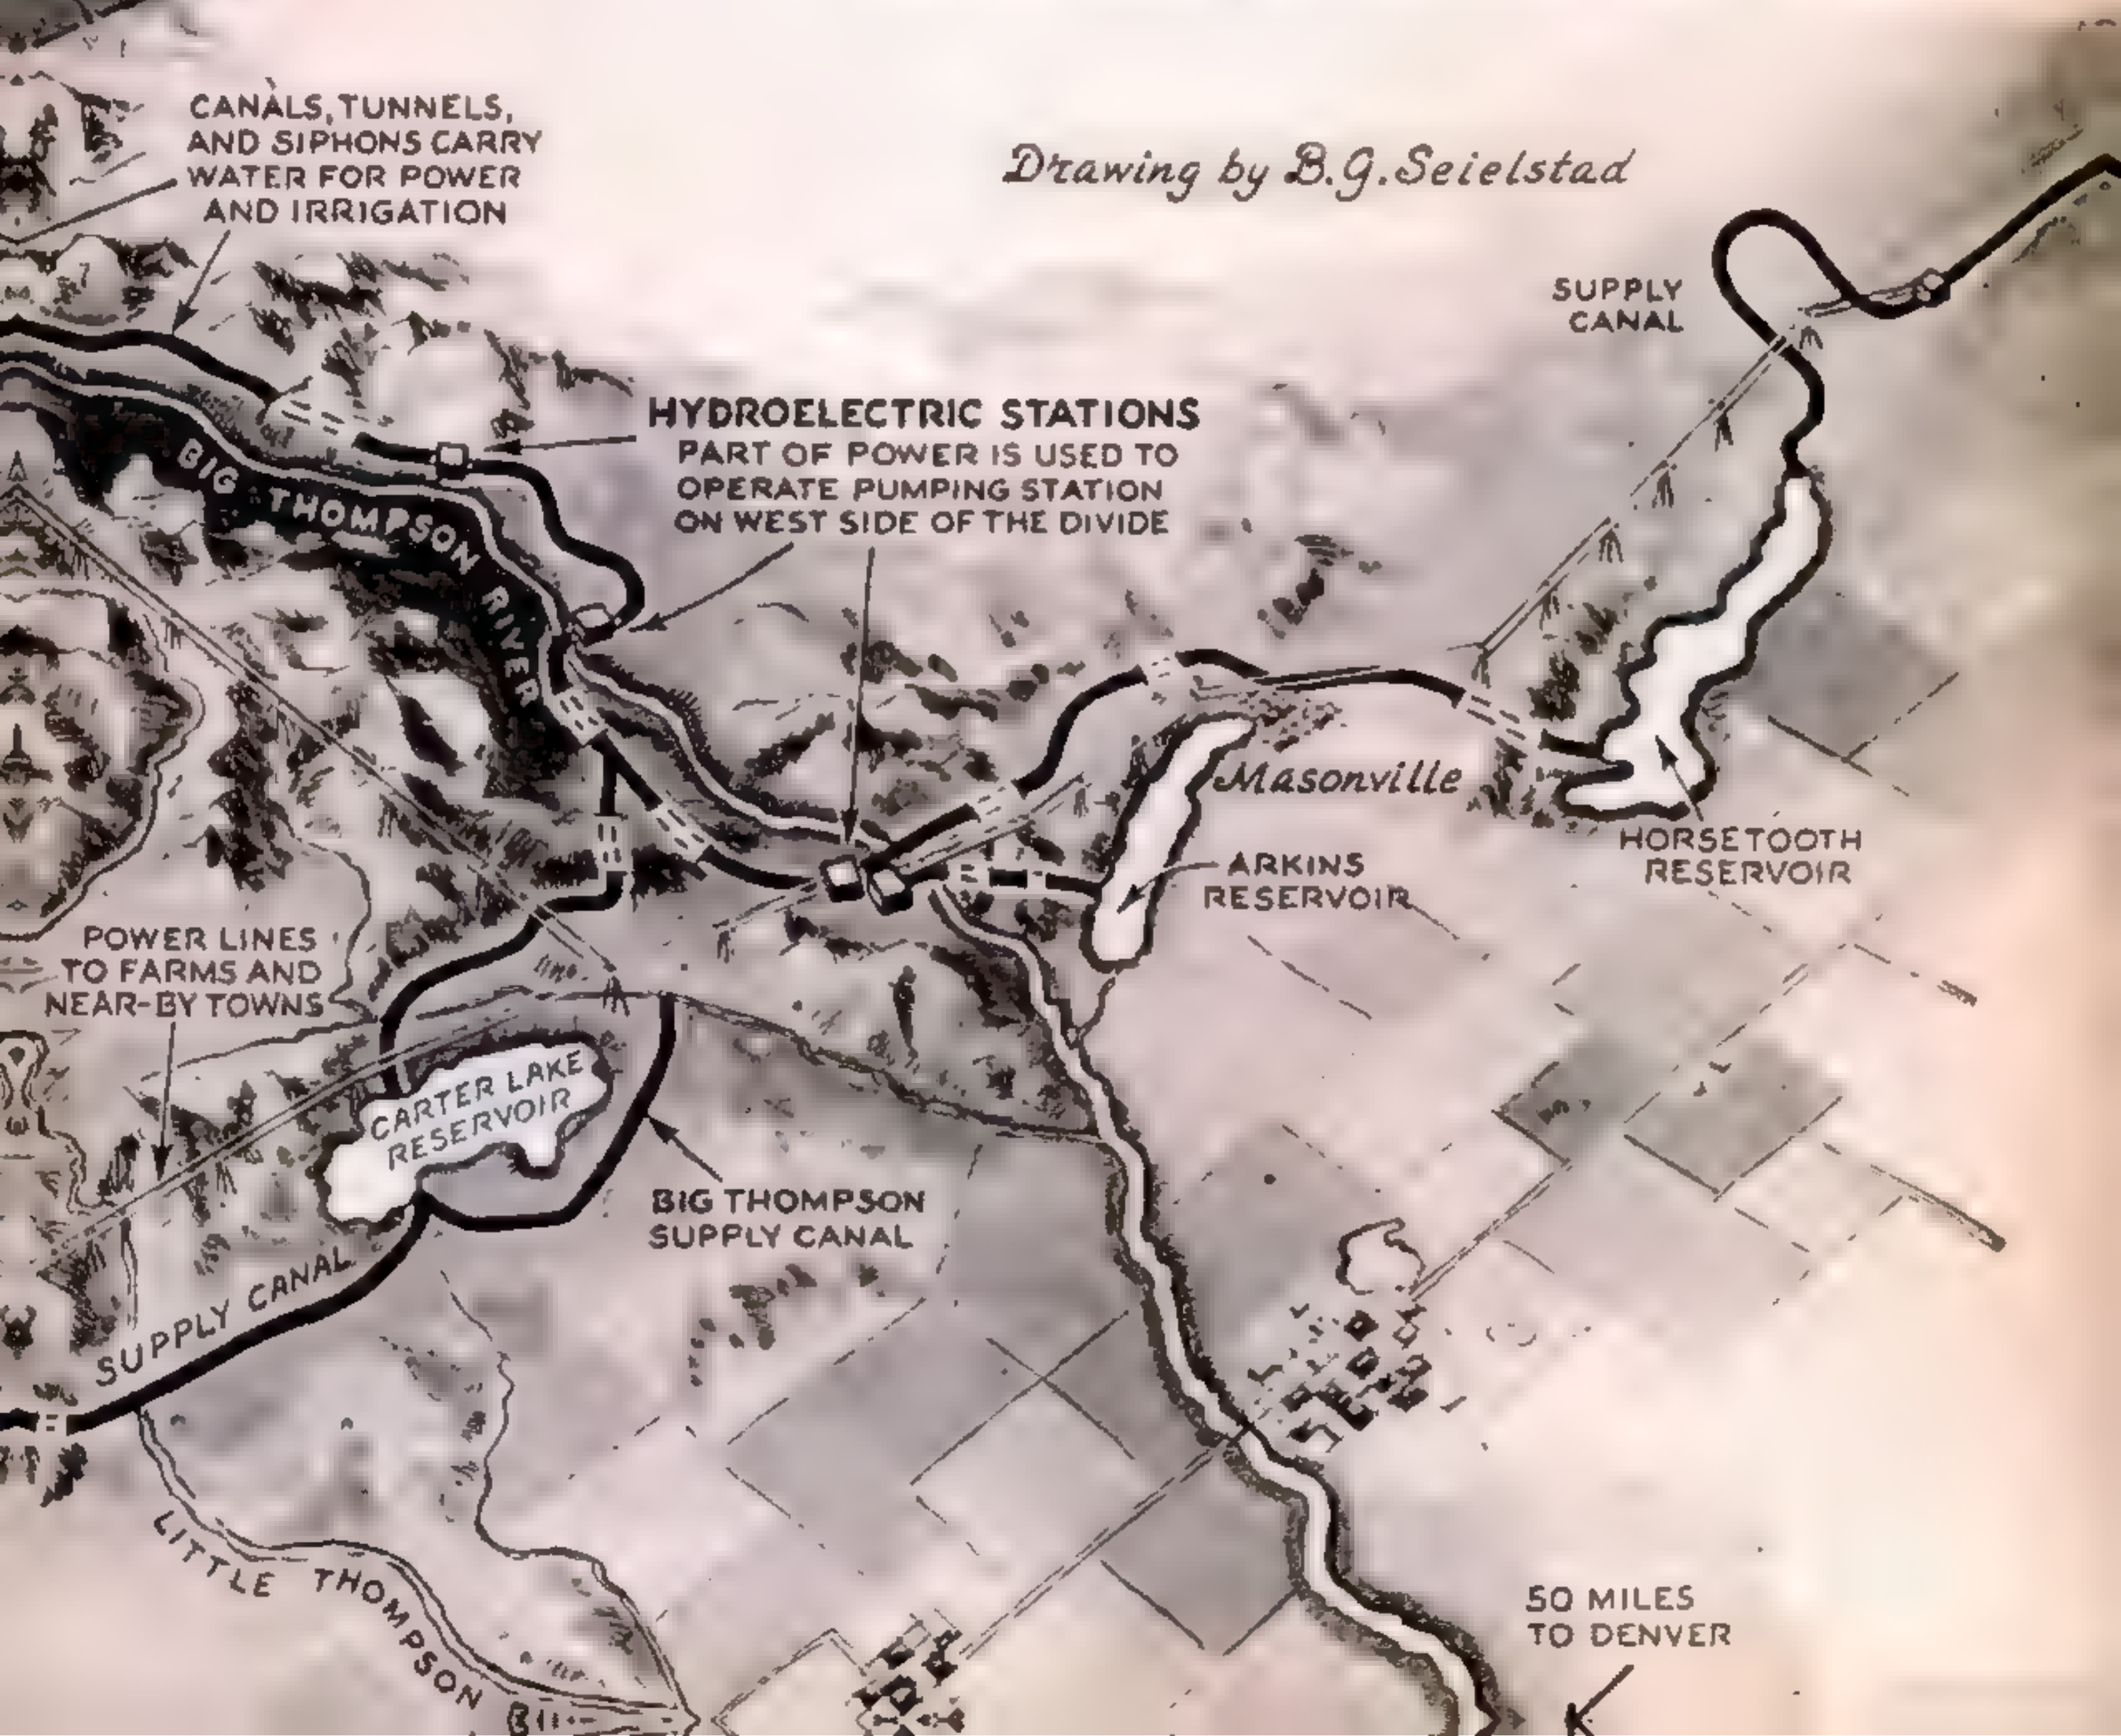 CANALS, TUNNELS,
AND SIPHONS CARRY
WATER FOR POWER
AND IRRIGATION
Drawing by B.G. Seielstad
SUPPLY
CANAL
HYDROELECTRIC STATIONS
PART OF POWER IS USED TO
OPERATE PUMPING STATION
ON WEST SIDE OF THE DIVIDE
BIG THOMPSON RIVER
Masonville
HORSETOOTH
RESERVOIR
ARKINS
RESERVOIR
POWER LINES
TO FARMS AND
NEAR-BY TOWNS
CARTER LAKE
RESERVOIR
BIG THOMPSON
SUPPLY CANAL
SUPPLY CANAL
LITTLE THOMPSON
50 MILES
TO DENVER